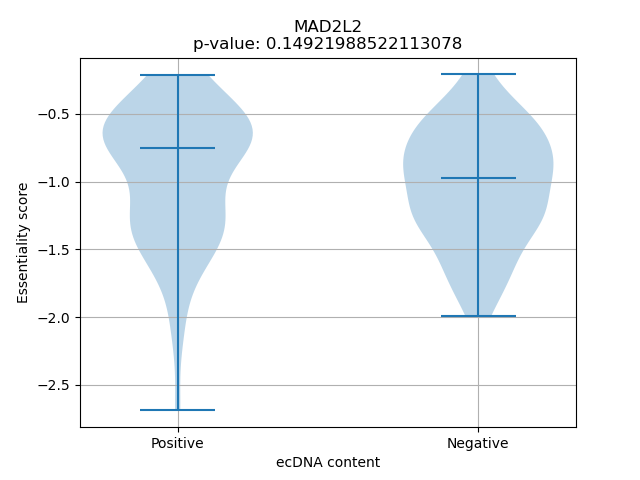 MAD2L2
p-value: 0.14921988522113078
Essentiality score
−0.5
−1.0
−1.5
−2.0
−2.5
Positive
Negative
ecDNA content